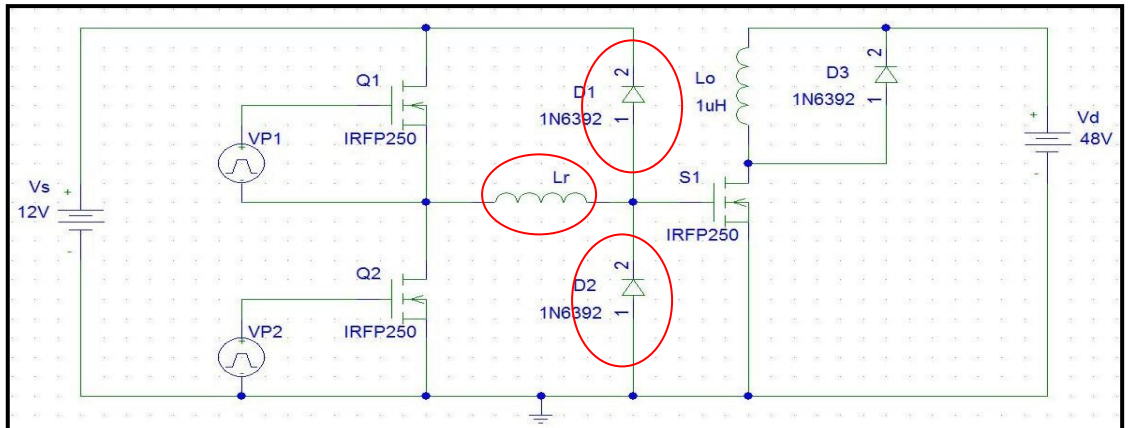 Q1
IRFP250
VP1
+
Vs
+
12V
-
Q2
IRFP250
VP2
+
Lr
D1
2
1
1N6392
D2
2
1
1N6392
Lo
1uH
D3
2
1
1N6392
S1
IRFP250
+
Vd
48V
-